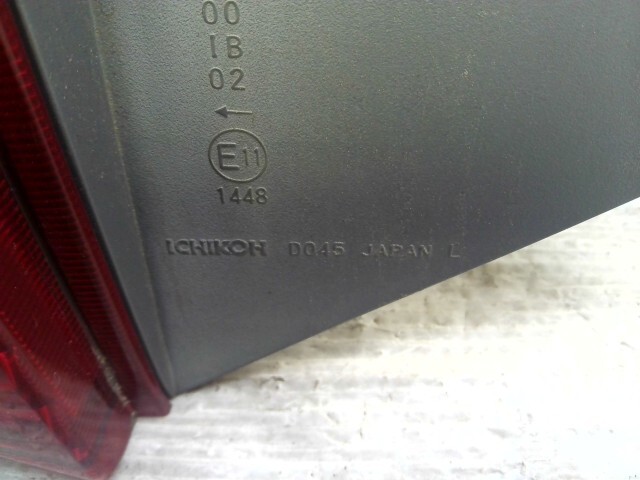 00
IB
02
←
E11
1448
ICHIKOH D045 JAPAN L